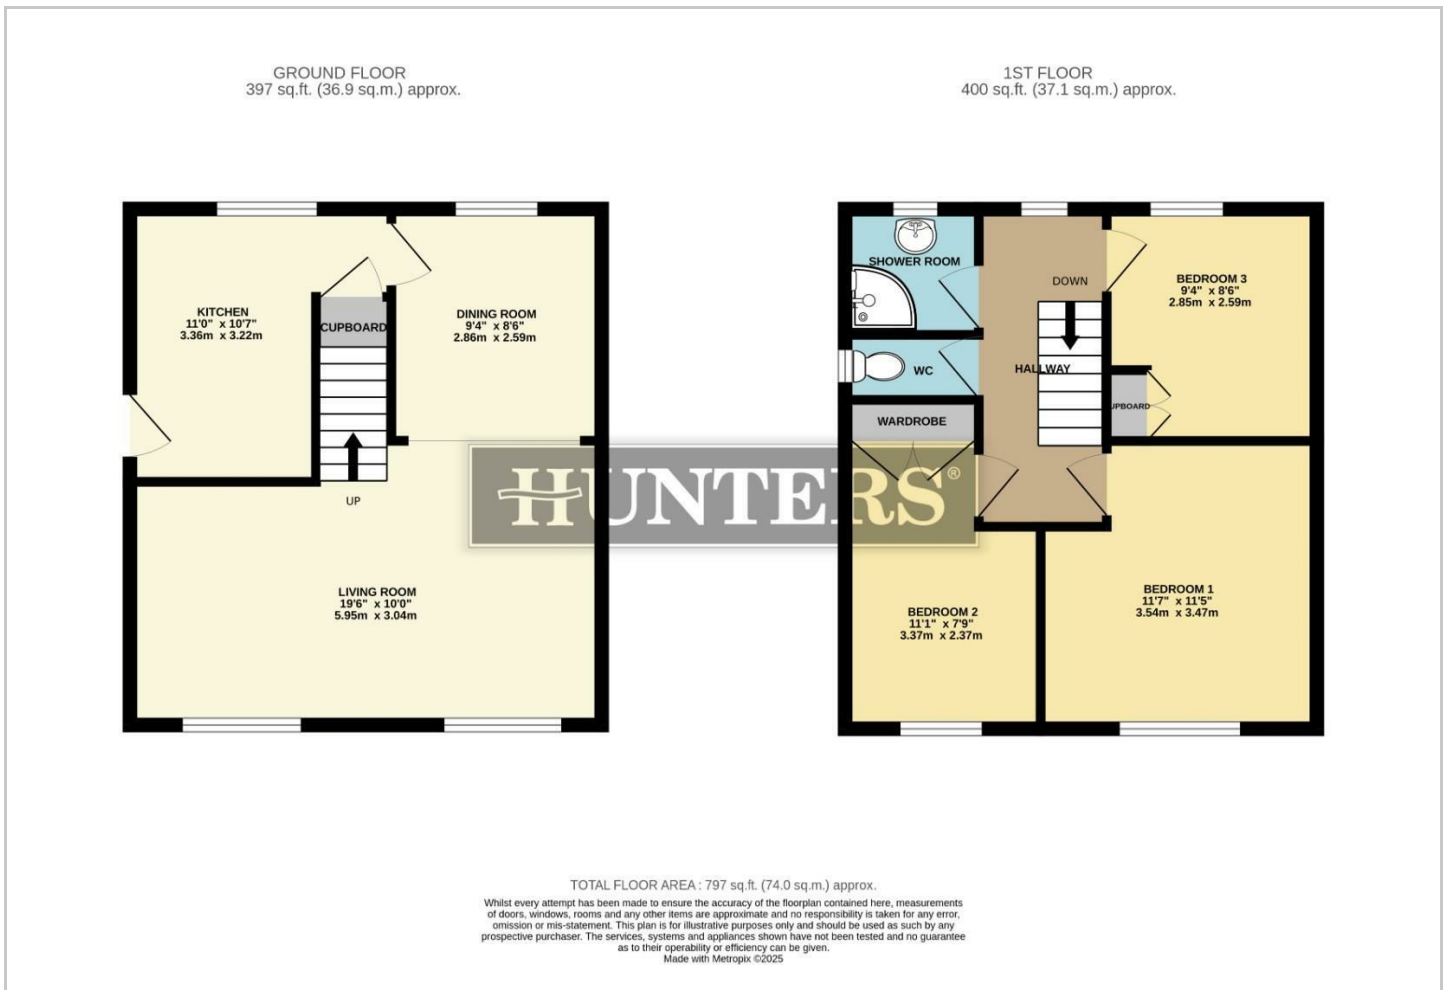 GROUND FLOOR
397 sq.ft. (36.9 sq.m.) approx.
1ST FLOOR
400 sq.ft. (37.1 sq.m.) approx.
KITCHEN
11'0" x 10'7"
3.36m x 3.22m
CUPBOARD
DINING ROOM
9'4" x 8'6"
2.86m x 2.59m
UP
LIVING ROOM
19'6" x 10'0"
5.95m x 3.04m
SHOWER ROOM
DOWN
BEDROOM 3
9'4" x 8'6"
2.85m x 2.59m
WC
HALLWAY
UPBOARD
WARDROBE
HUNTERS®
BEDROOM 2
11'1" x 7'9"
3.37m x 2.37m
BEDROOM 1
11'7" x 11'5"
3.54m x 3.47m
TOTAL FLOOR AREA : 797 sq.ft. (74.0 sq.m.) approx.
Whilst every attempt has been made to ensure the accuracy of the floorplan contained here, measurements
of doors, windows, rooms and any other items are approximate and no responsibility is taken for any error,
omission or mis-statement. This plan is for illustrative purposes only and should be used as such by any
prospective purchaser. The services, systems and appliances shown have not been tested and no guarantee
as to their operability or efficiency can be given.
Made with Metropix ©2025